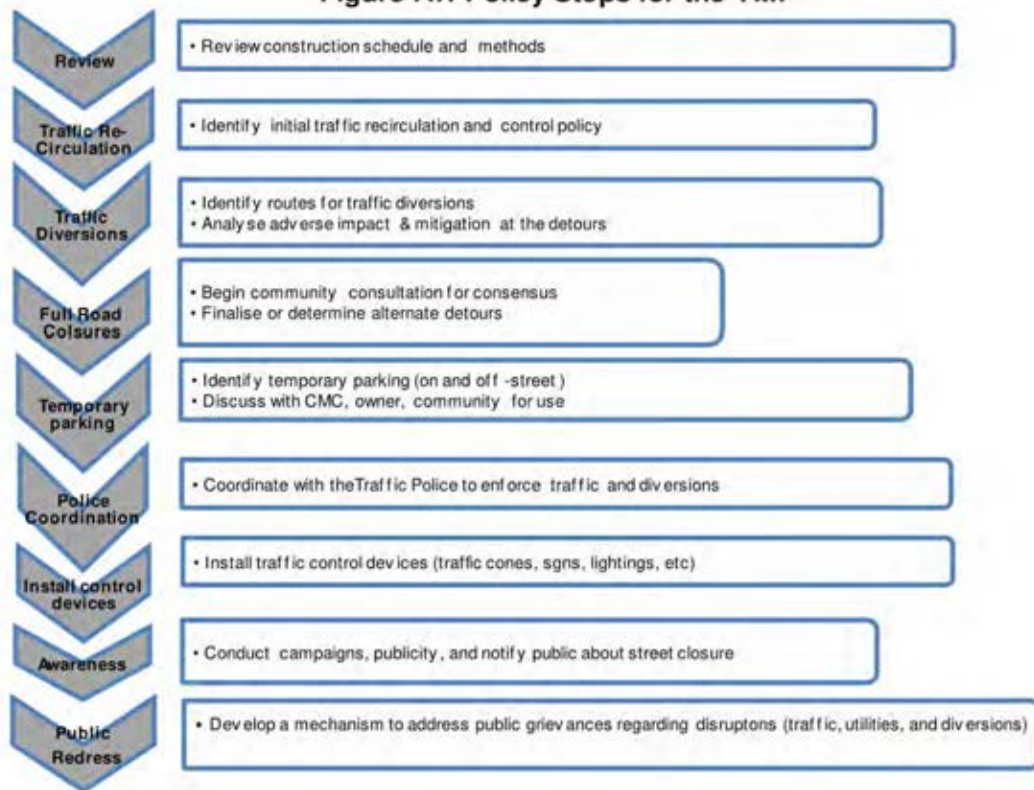 Review
• Review construction schedule and methods
Traffic Re-
Circulation
• Identify initial traffic recirculation and control policy
Traffic
Diversions
• Identify routes for traffic diversions
• Analyse adverse impact & mitigation at the detours
Full Road
Colsures
• Begin community consultation for consensus
• Finalise or determine alternate detours
Temporary
parking
• Identify temporary parking (on and off -street )
• Discuss with CMC, owner, community for use
Police
Coordination
• Coordinate with theTraffic Police to enforce traffic and diversions
Install control
devices
• Install traffic control devices (traffic cones, sgns, lightings, etc)
Awareness
• Conduct campaigns, publicity, and notify public about street closure
Public
Redress
• Develop a mechanism to address public grievances regarding disruptons (traffic, utilities, and diversions)